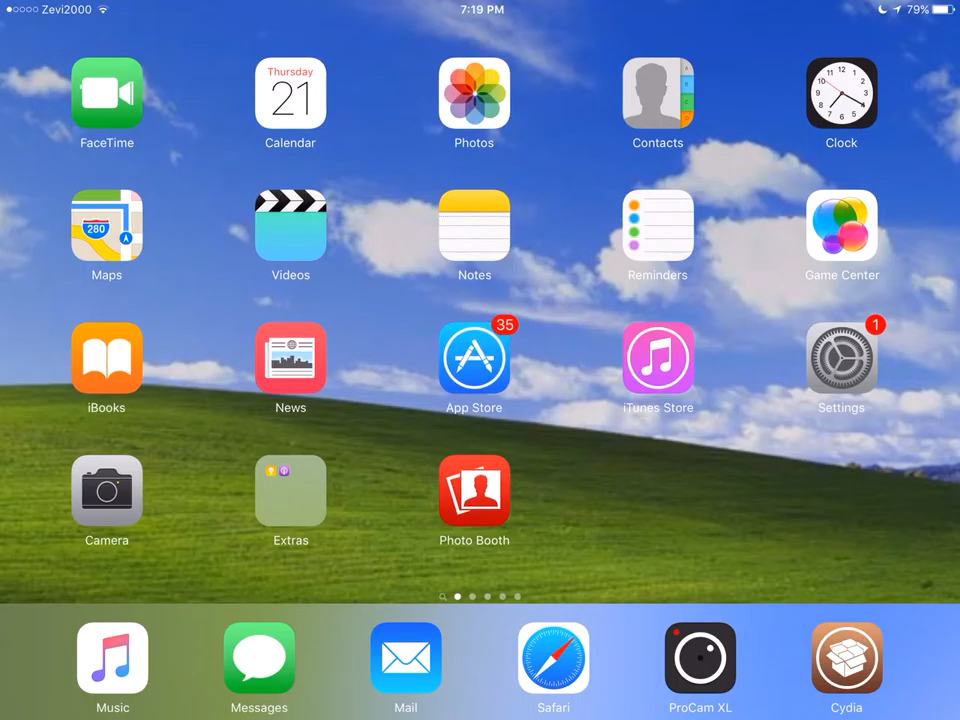 Zevi2000 7:19 PM 79%
Thursday
21
FaceTime Calendar Photos Contacts Clock
280
Maps Videos Notes Reminders Game Center
35 1
iBooks News App Store iTunes Store Settings
Camera Extras Photo Booth
Music Messages Mail Safari ProCam XL Cydia